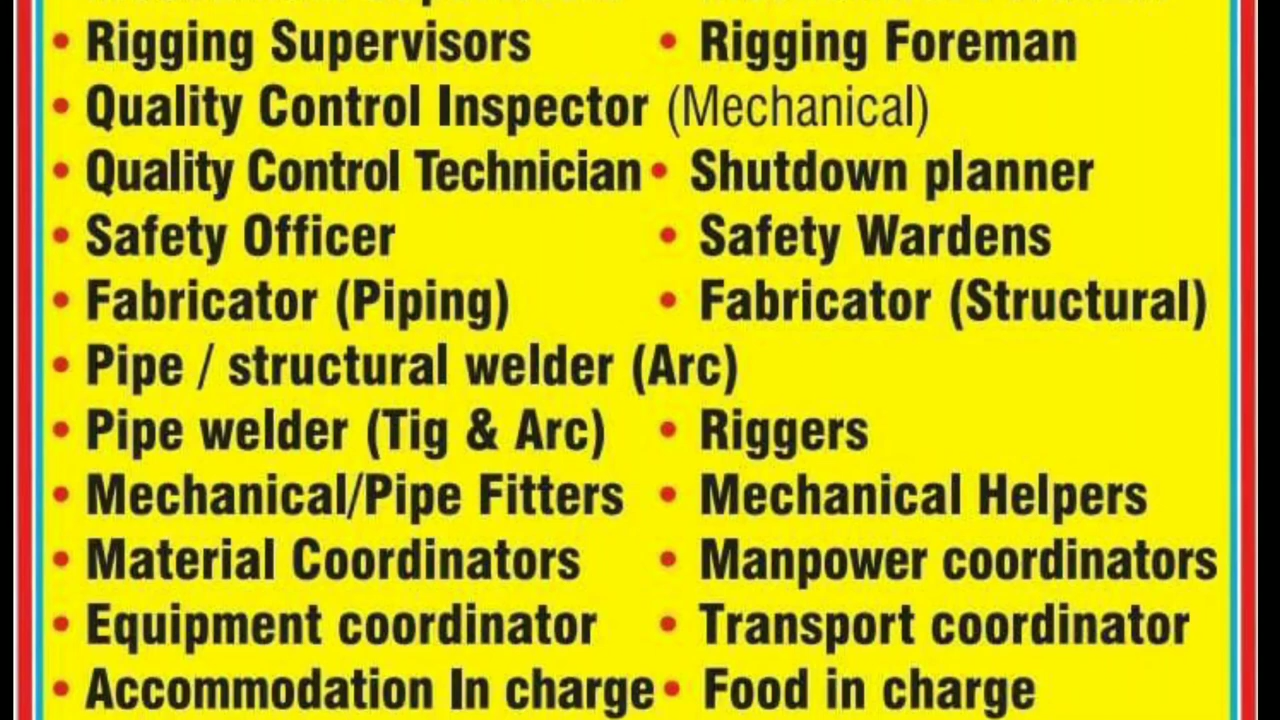 • Rigging Supervisors • Rigging Foreman
• Quality Control Inspector (Mechanical)
• Quality Control Technician • Shutdown planner
• Safety Officer • Safety Wardens
• Fabricator (Piping) • Fabricator (Structural)
• Pipe / structural welder (Arc)
• Pipe welder (Tig & Arc) • Riggers
• Mechanical/Pipe Fitters • Mechanical Helpers
• Material Coordinators • Manpower coordinators
• Equipment coordinator • Transport coordinator
• Accommodation In charge • Food in charge